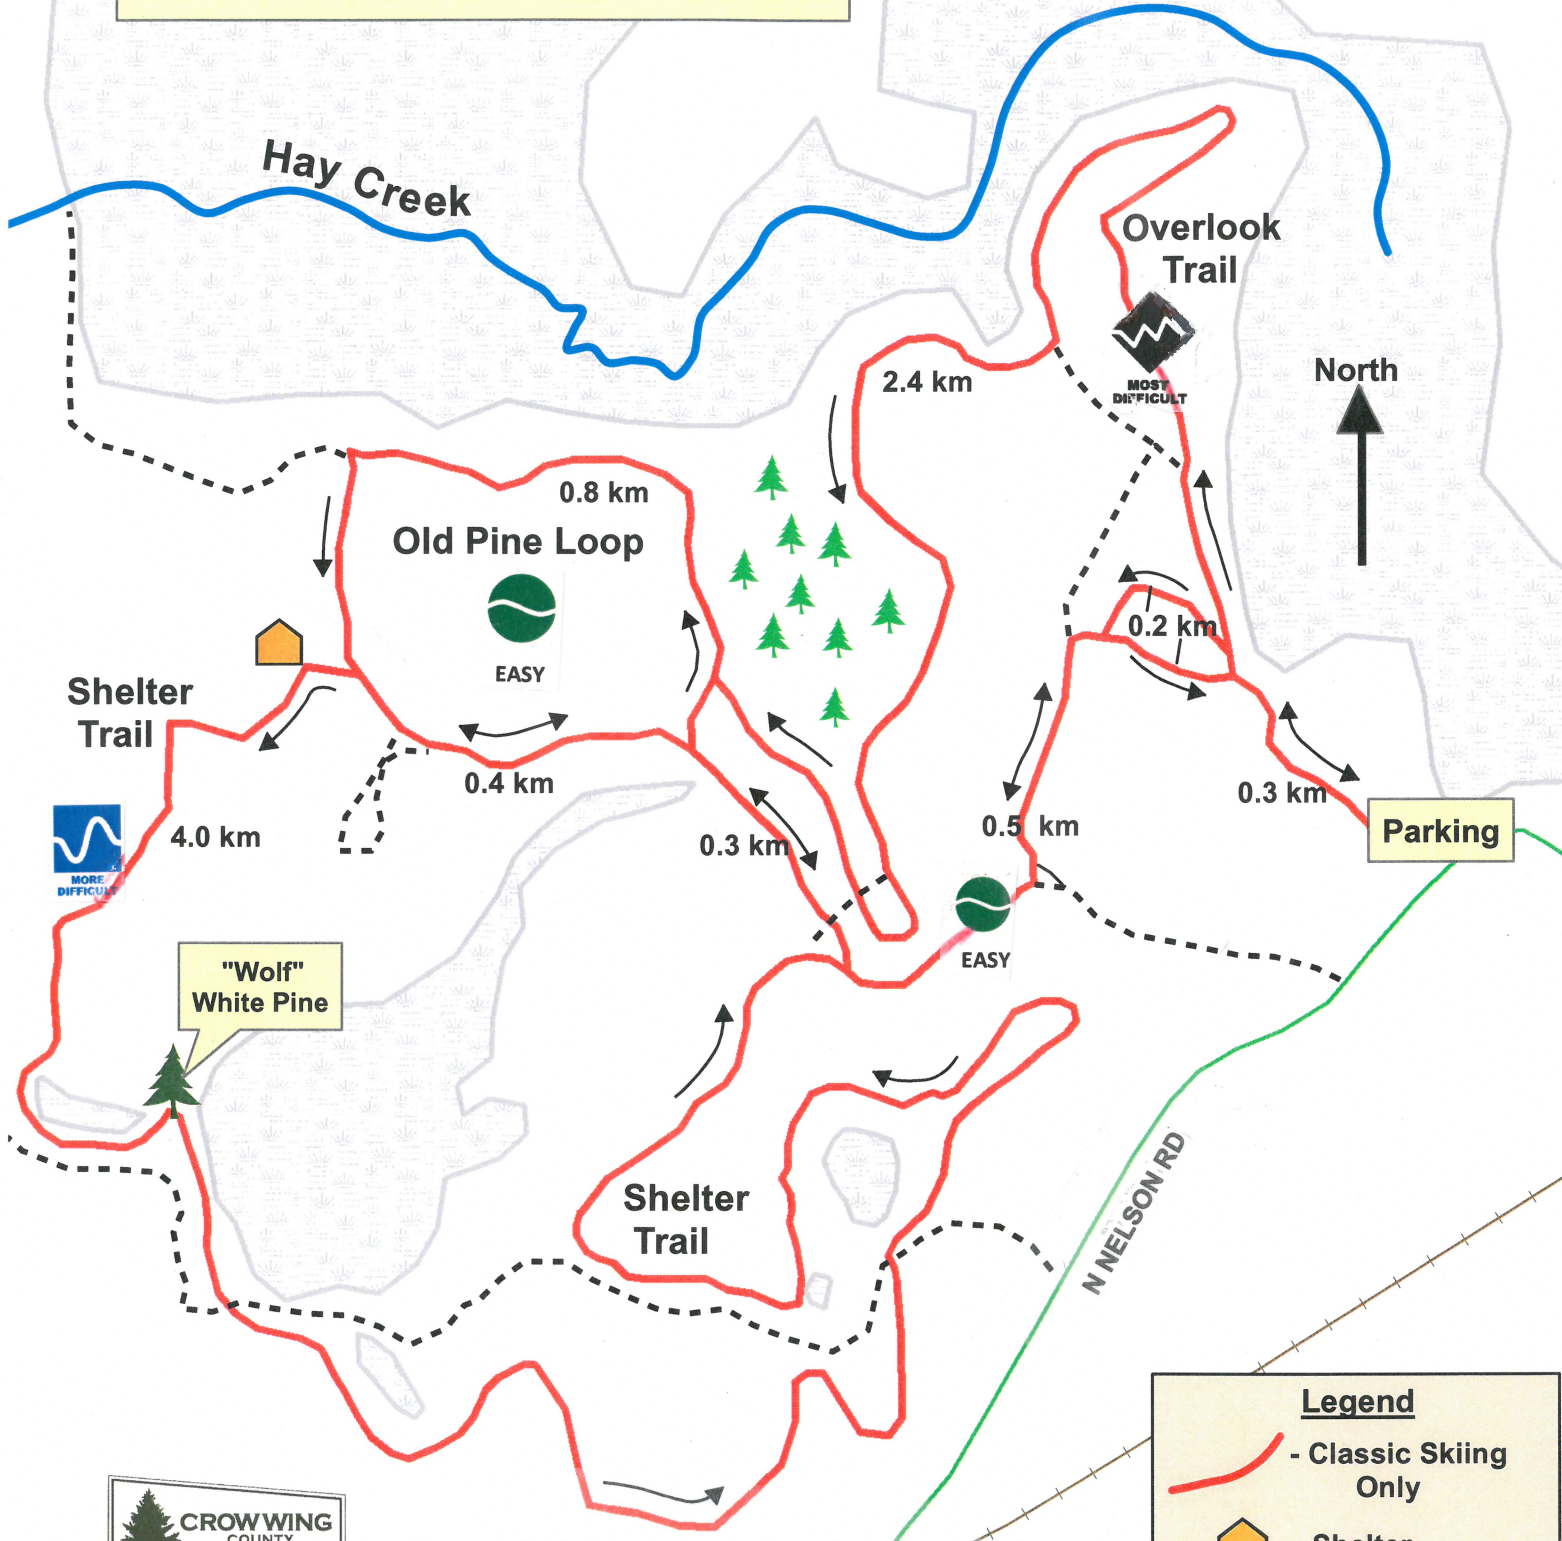 Hay Creek
Overlook
Trail
MOST
DIFFICULT
North
2.4 km
0.8 km
Old Pine Loop
EASY
0.2 km
Shelter
Trail
0.4 km
0.3 km
4.0 km
MORE
DIFFICULT
0.3 km
0.5 km
Parking
EASY
"Wolf"
White Pine
Shelter
Trail
N NELSON RD
Legend
- Classic Skiing
Only
Shelter
CROW WING
COUNTY